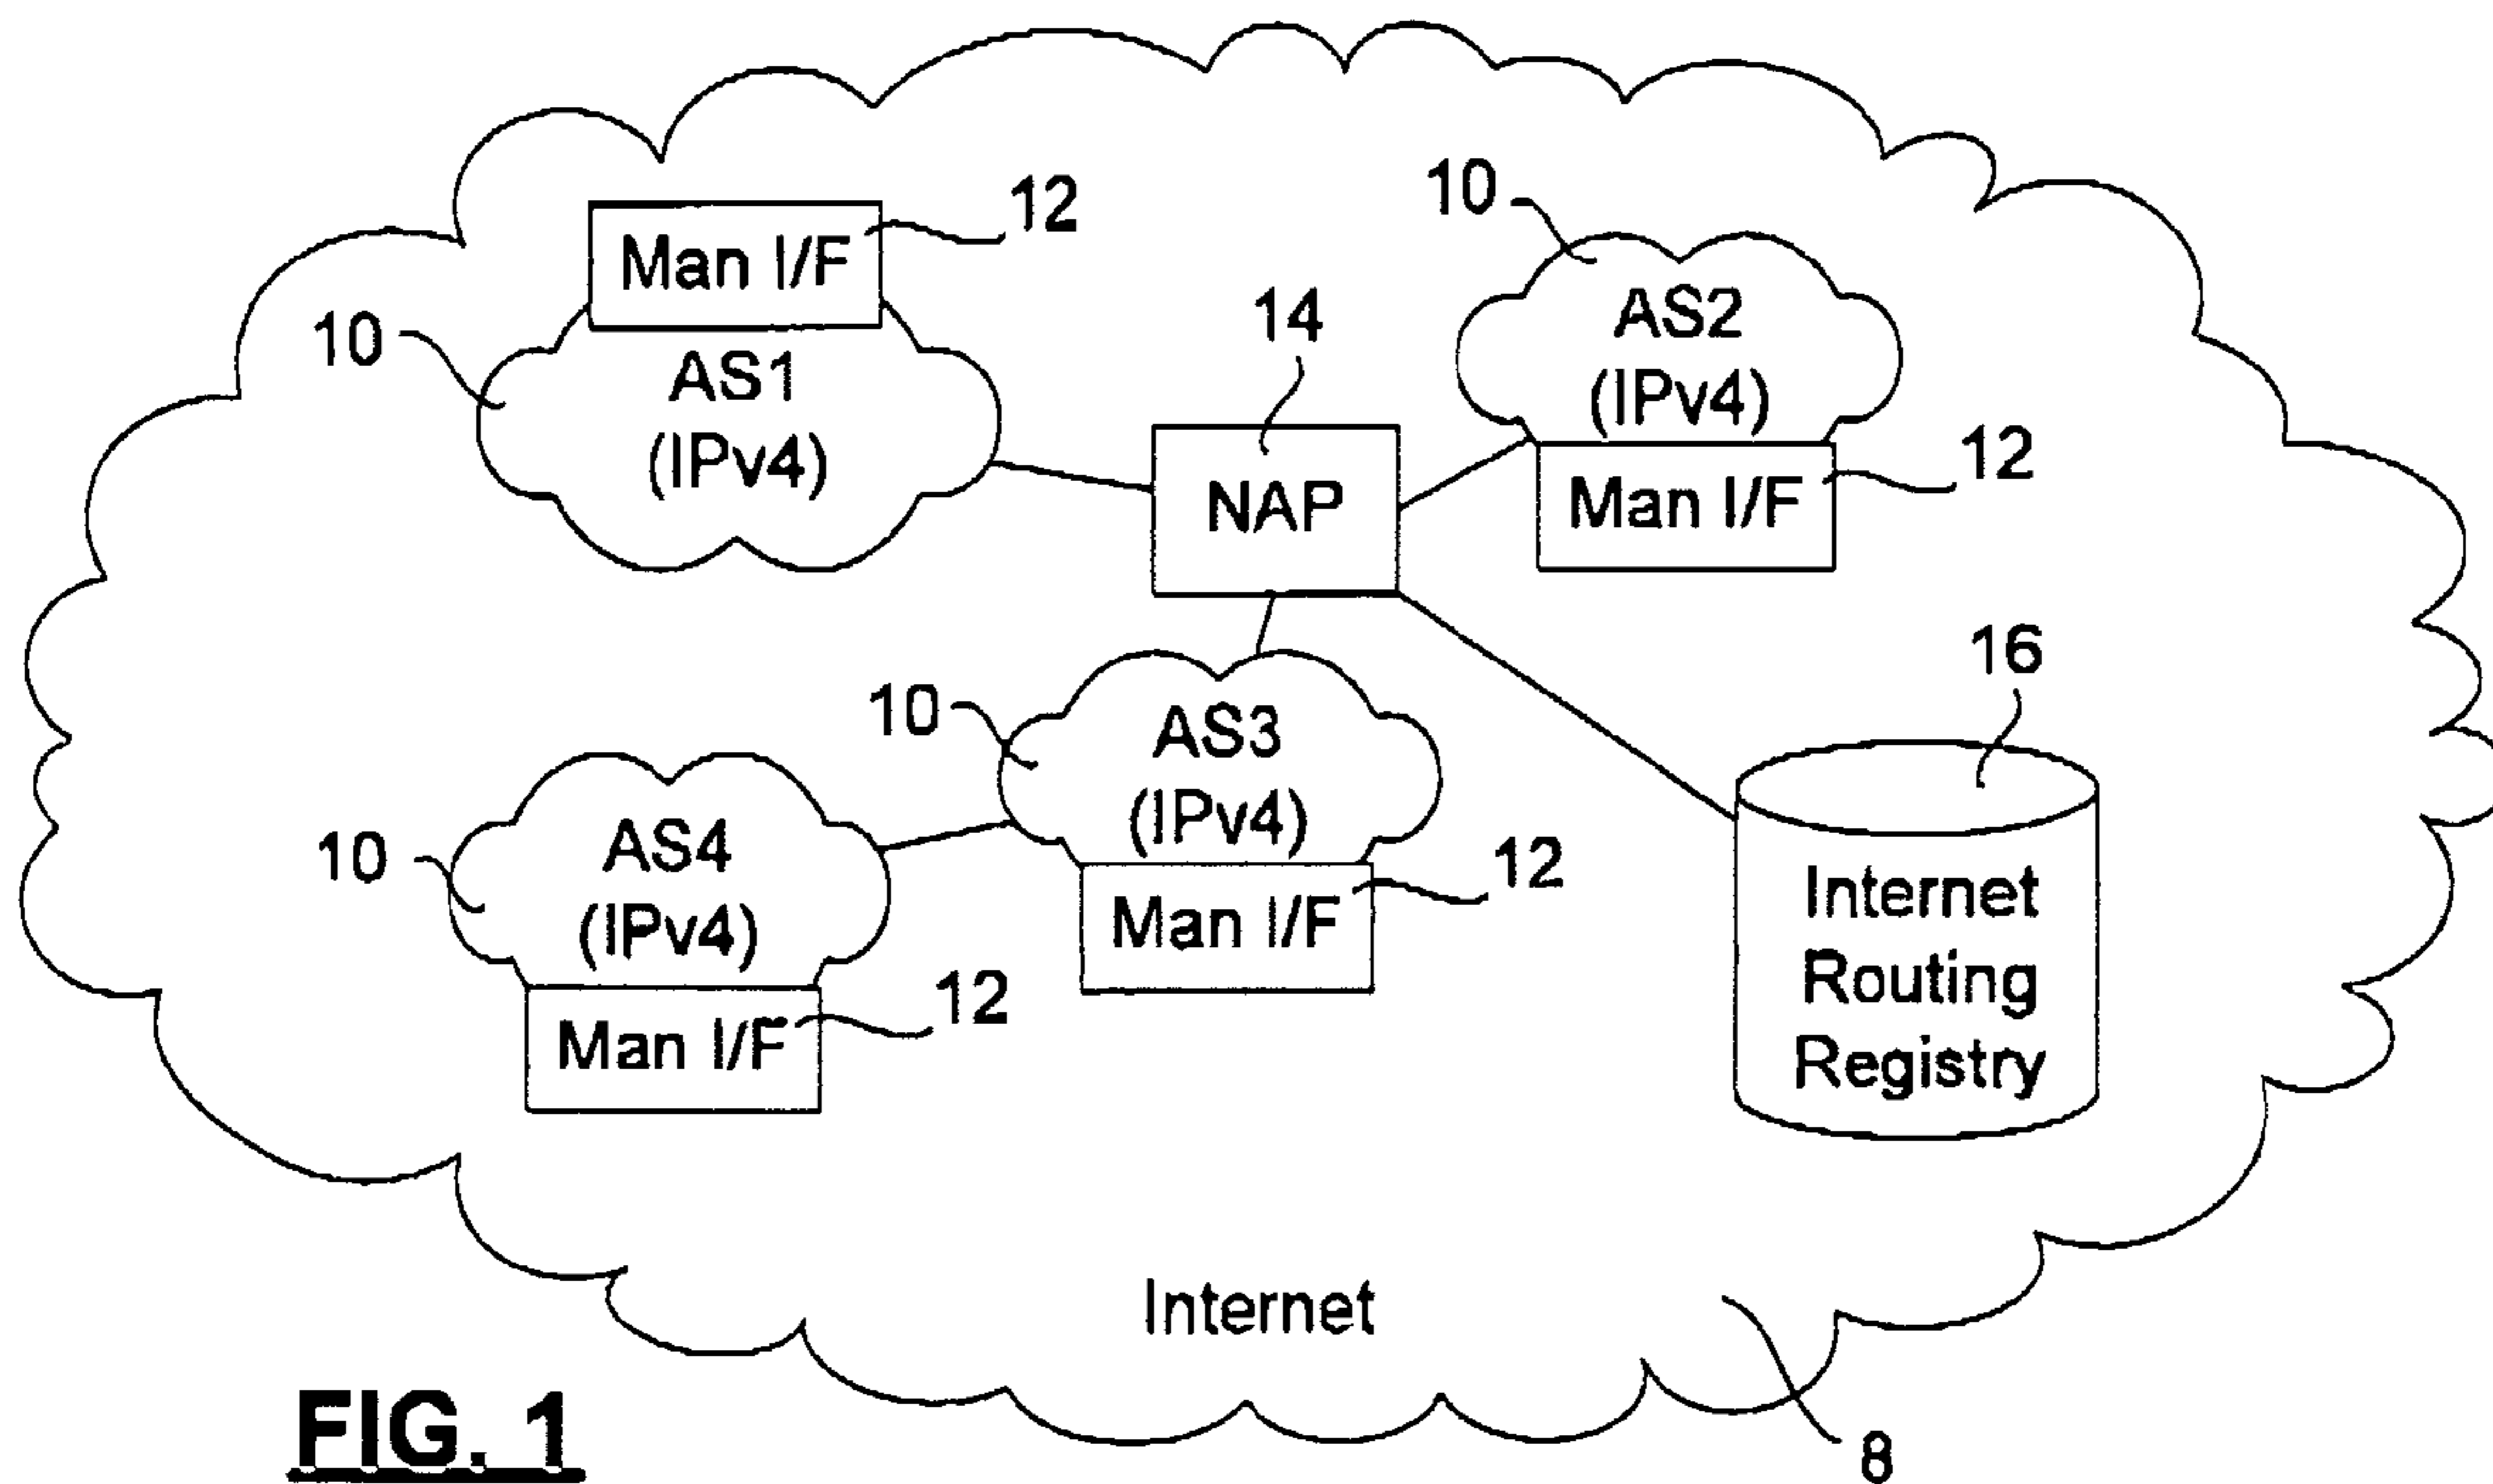 12
10
Man I/F
10
14
AS2
(IPv4)
AS1
(IPv4)
12
NAP
Man I/F
16
10
AS3
(IPv4)
10
AS4
(IPv4)
12
Man I/F
Internet
Routing
Registry
12
Man I/F
Internet
FIG. 1
8